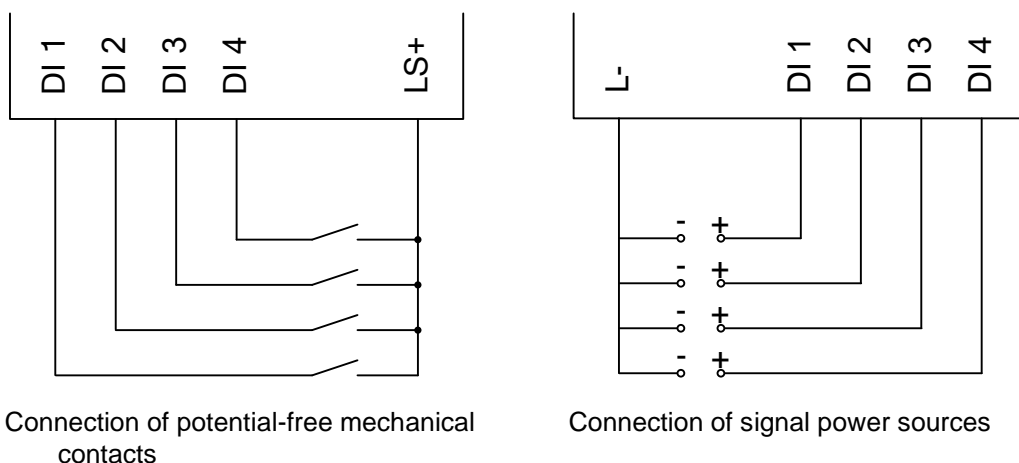 DI 1
DI 2
DI 3
DI 4
LS+
L-
DI 1
DI 2
DI 3
DI 4
- +
- +
- +
- +
Connection of potential-free mechanical
contacts
Connection of signal power sources